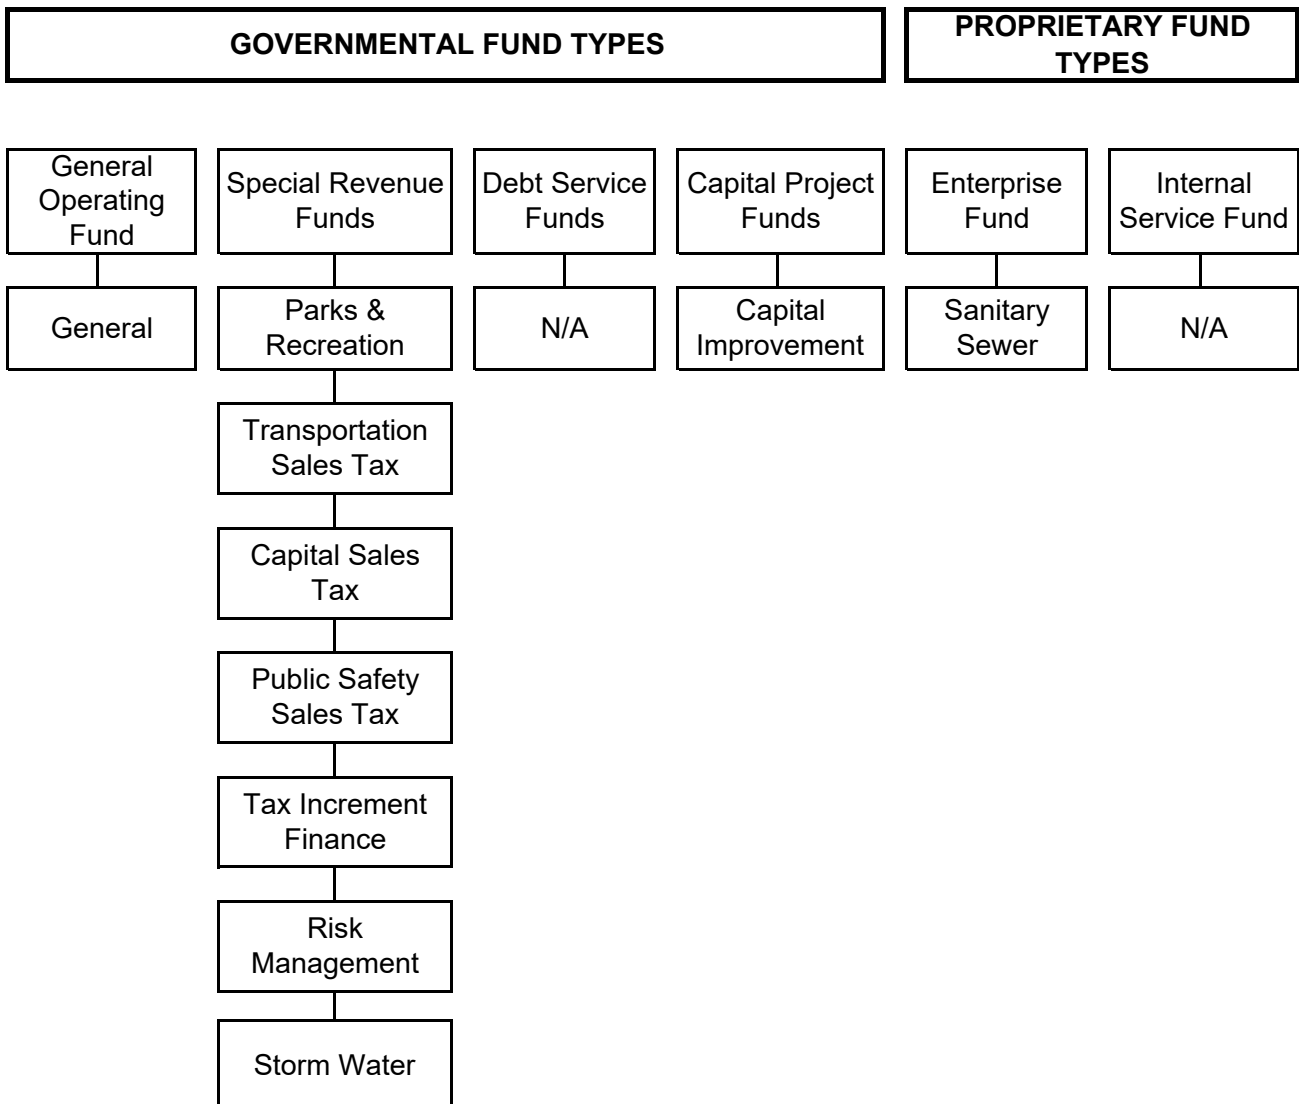 GOVERNMENTAL FUND TYPES
PROPRIETARY FUND
TYPES
General
Operating
Fund
Special Revenue
Funds
Debt Service
Funds
Capital Project
Funds
Enterprise
Fund
Internal
Service Fund
General
Parks &
Recreation
N/A
Capital
Improvement
Sanitary
Sewer
N/A
Transportation
Sales Tax
Capital Sales
Tax
Public Safety
Sales Tax
Tax Increment
Finance
Risk
Management
Storm Water